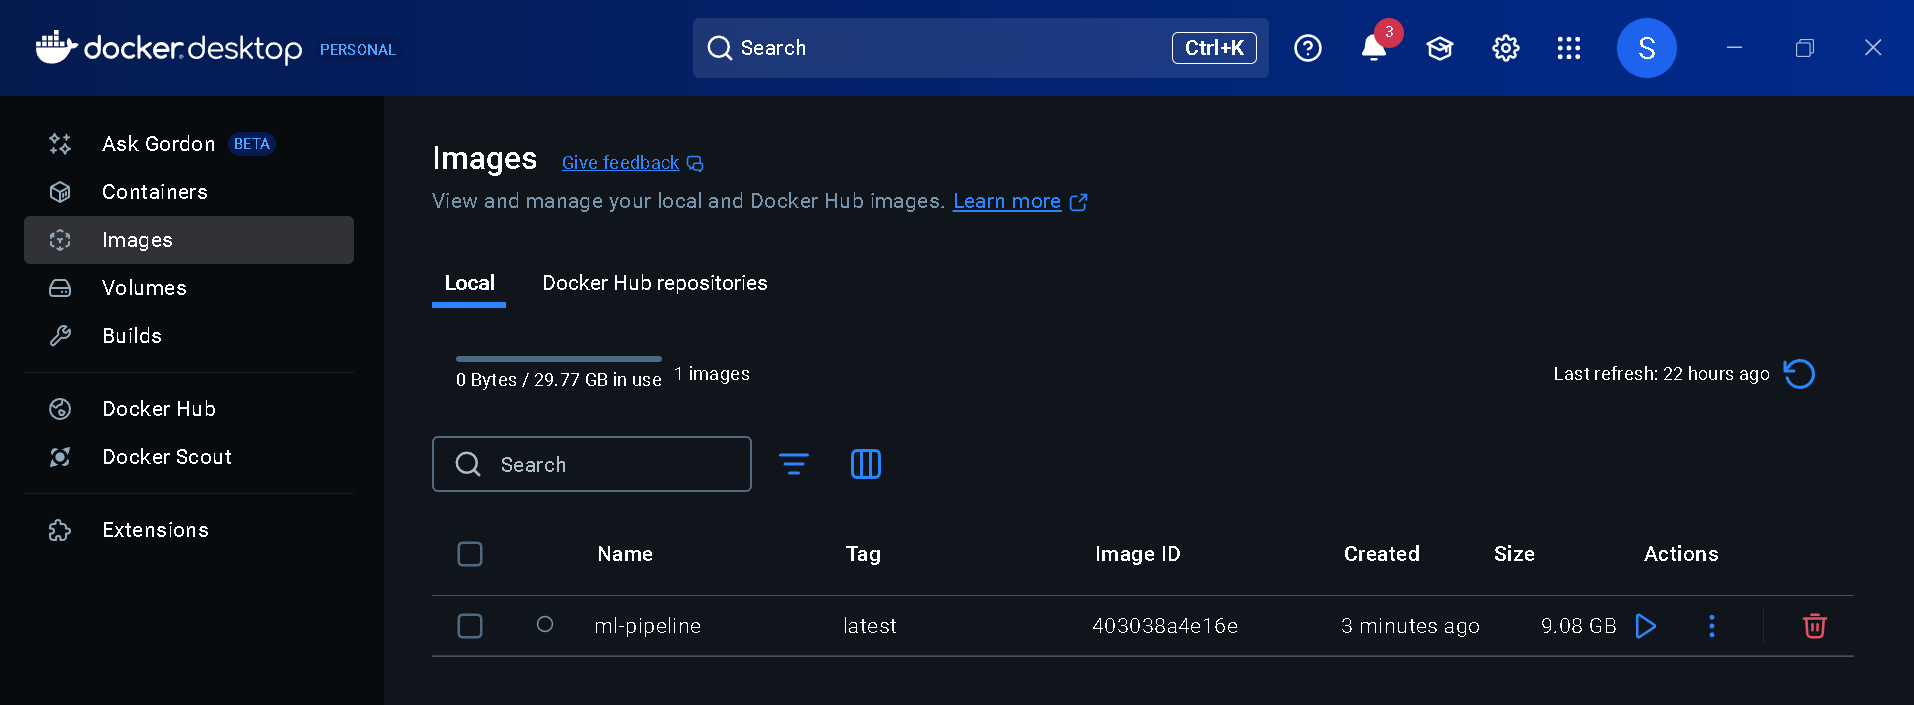 docker.desktop PERSONAL
Search Ctrl+K
3
S
Ask Gordon BETA
Containers
Images
Volumes
Builds
Docker Hub
Docker Scout
Extensions
Images Give feedback
View and manage your local and Docker Hub images. Learn more
Local Docker Hub repositories
0 Bytes / 29.77 GB in use 1 images
Last refresh: 22 hours ago
Search
Name Tag Image ID Created Size Actions
ml-pipeline latest 403038a4e16e 3 minutes ago 9.08 GB